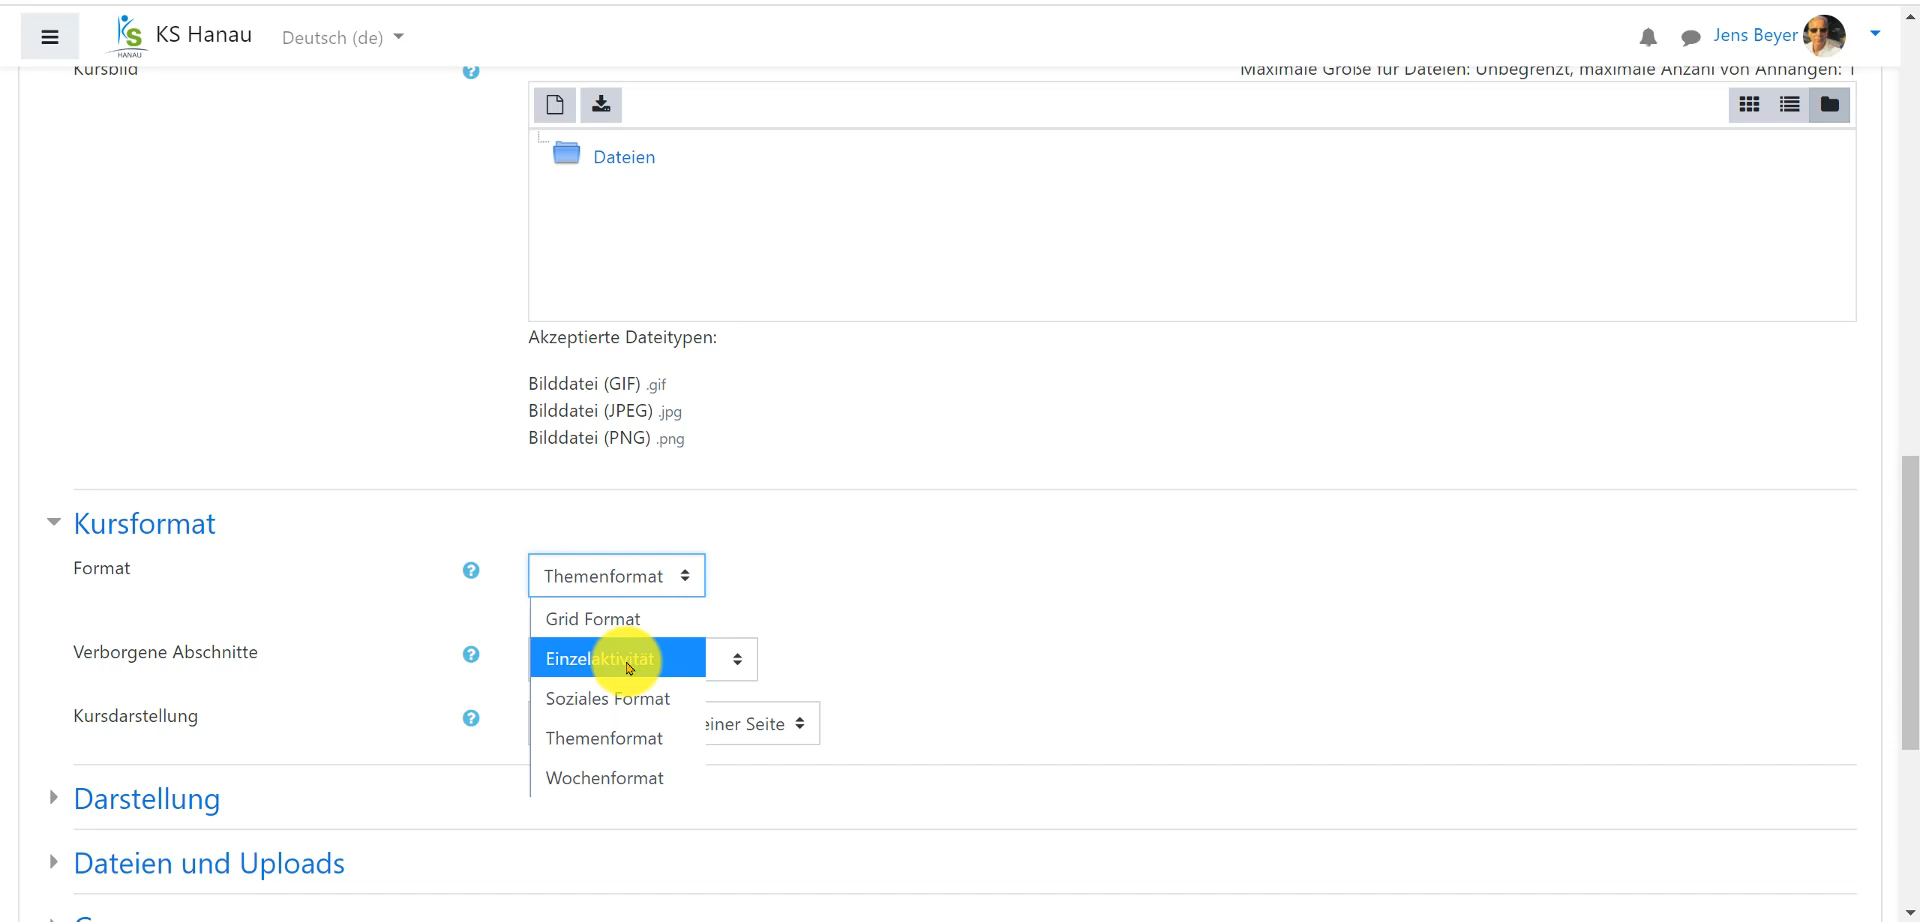 KS Hanau
Deutsch (de)
Jens Beyer
KS
HANAU
Kursbild
Maximale Größe für Dateien: Unbegrenzt, maximale Anzahl von Anhängen: 1
Dateien
Akzeptierte Dateitypen:
Bilddatei (GIF) .gif
Bilddatei (JPEG) .jpg
Bilddatei (PNG) .png
Kursformat
Format
Themenformat
Grid Format
Verborgene Abschnitte
Einzelaktivität
Soziales Format
Kursdarstellung
einer Seite
Themenformat
Wochenformat
Darstellung
Dateien und Uploads